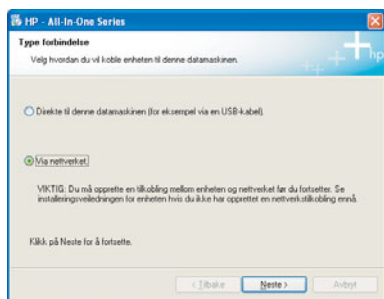 HP - All-In-One Series
Type forbindelse
Velg hvordan du vil koble enheten til denne datamaskinen.
hp
Direkte til denne datamaskinen (for eksempel via en USB-kabel).
Via nettverket.
VIKTIG: Du må opprette en tilkobling mellom enheten og nettverket før du fortsetter. Se
installeringsveiledningen for enheten hvis du ikke har opprettet en nettverkstilkobling ennå.
Klikk på Neste for å fortsette.
< Tilbake Neste > Avbryt